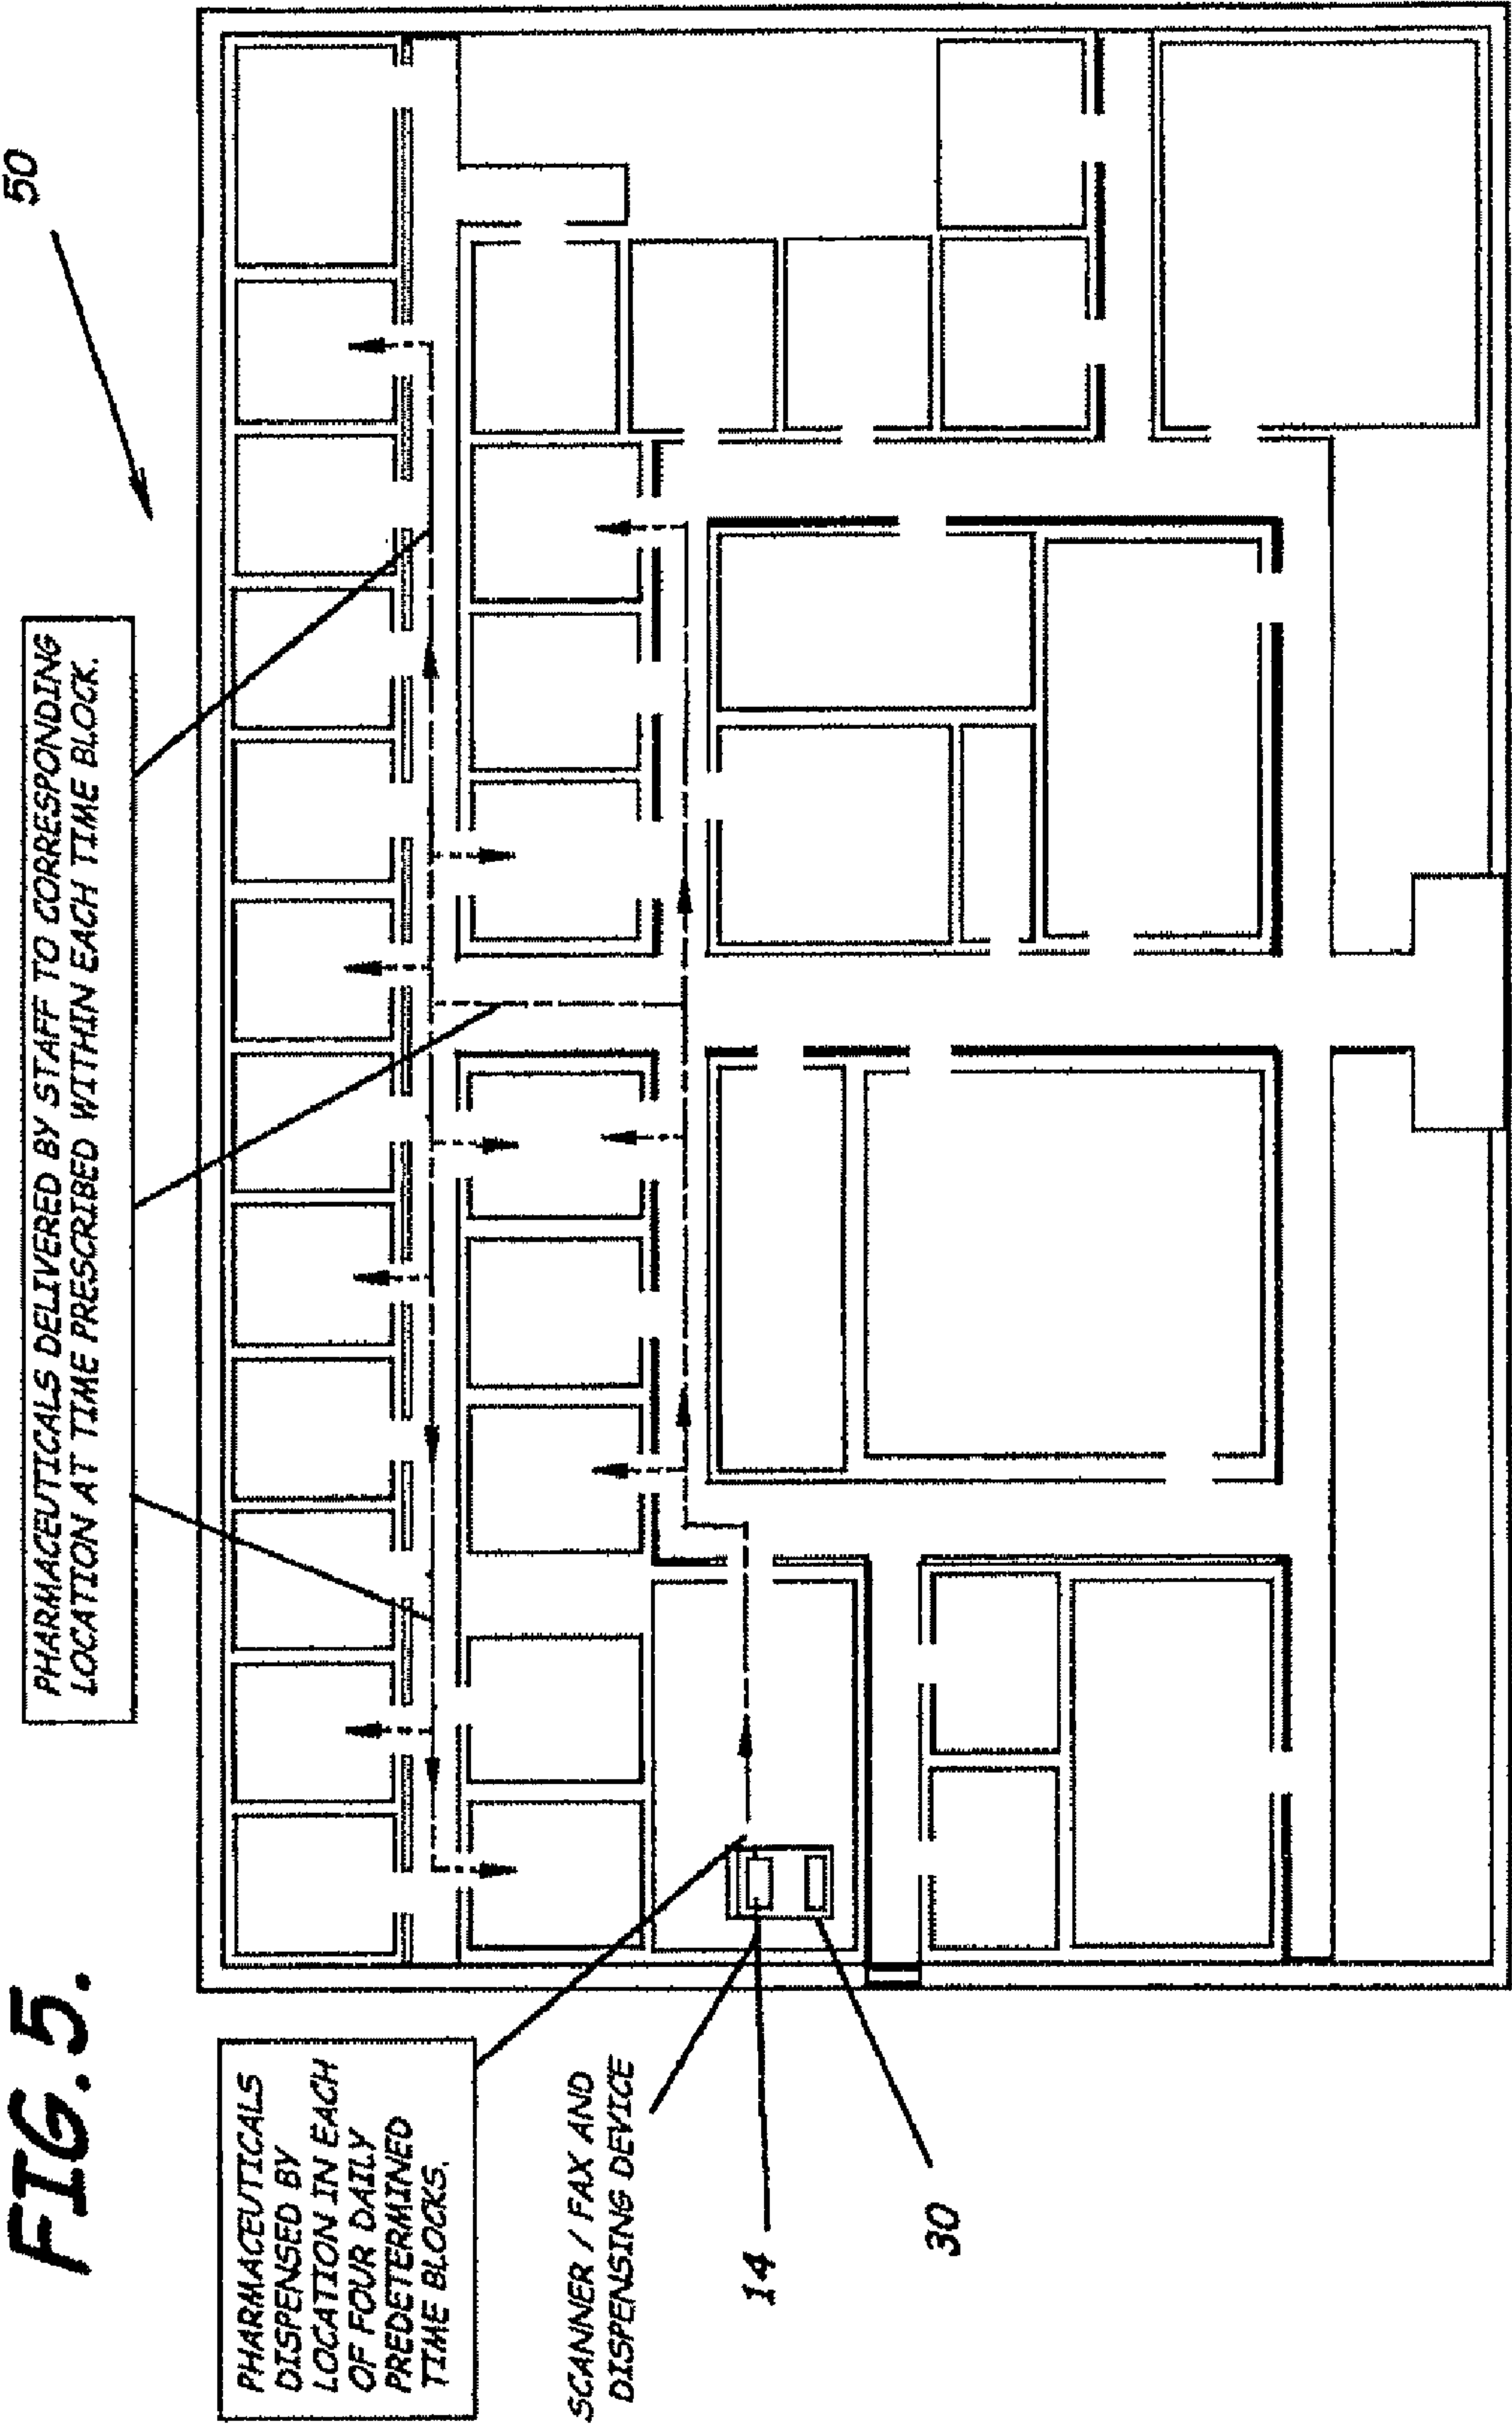 FIG. 5.
50
PHARMACEUTICALS DELIVERED BY STAFF TO CORRESPONDING
LOCATION AT TIME PRESCRIBED WITHIN EACH TIME BLOCK.
PHARMACEUTICALS
DISPENSED BY
LOCATION IN EACH
OF FOUR DAILY
PREDETERMINED
TIME BLOCKS.
SCANNER / FAX AND
DISPENSING DEVICE
14
30